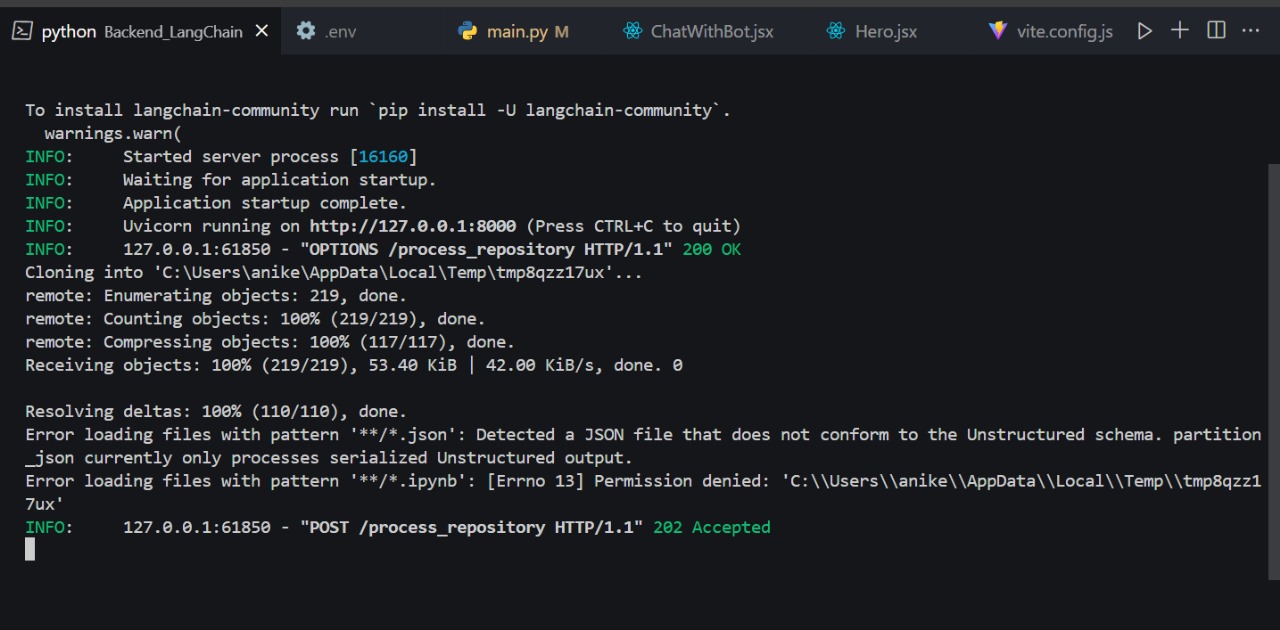 python Backend_LangChain .env main.py M ChatWithBot.jsx Hero.jsx vite.config.js
To install langchain-community run `pip install -U langchain-community`.
warnings.warn(
INFO: Started server process [16160]
INFO: Waiting for application startup.
INFO: Application startup complete.
INFO: Uvicorn running on http://127.0.0.1:8000 (Press CTRL+C to quit)
INFO: 127.0.0.1:61850 - "OPTIONS /process_repository HTTP/1.1" 200 OK
Cloning into 'C:\Users\anike\AppData\Local\Temp\tmp8qzz17ux'...
remote: Enumerating objects: 219, done.
remote: Counting objects: 100% (219/219), done.
remote: Compressing objects: 100% (117/117), done.
Receiving objects: 100% (219/219), 53.40 KiB | 42.00 KiB/s, done. 0
Resolving deltas: 100% (110/110), done.
Error loading files with pattern '**/*.json': Detected a JSON file that does not conform to the Unstructured schema. partition
_json currently only processes serialized Unstructured output.
Error loading files with pattern '**/*.ipynb': [Errno 13] Permission denied: 'C:\\Users\\anike\\AppData\\Local\\Temp\\tmp8qzz1
7ux'
INFO: 127.0.0.1:61850 - "POST /process_repository HTTP/1.1" 202 Accepted